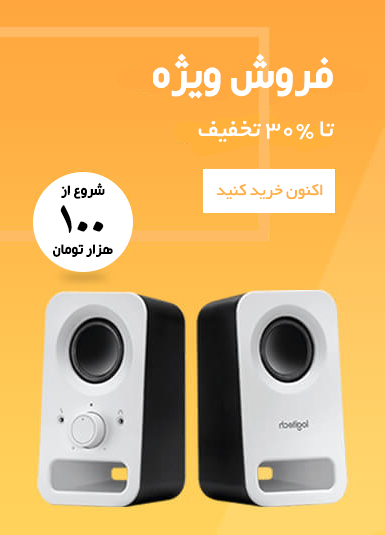 فروش ویژه
تا ۳۰% تخفیف
اکنون خرید کنید
شروع از
۱۰۰
هزار تومان
logitech